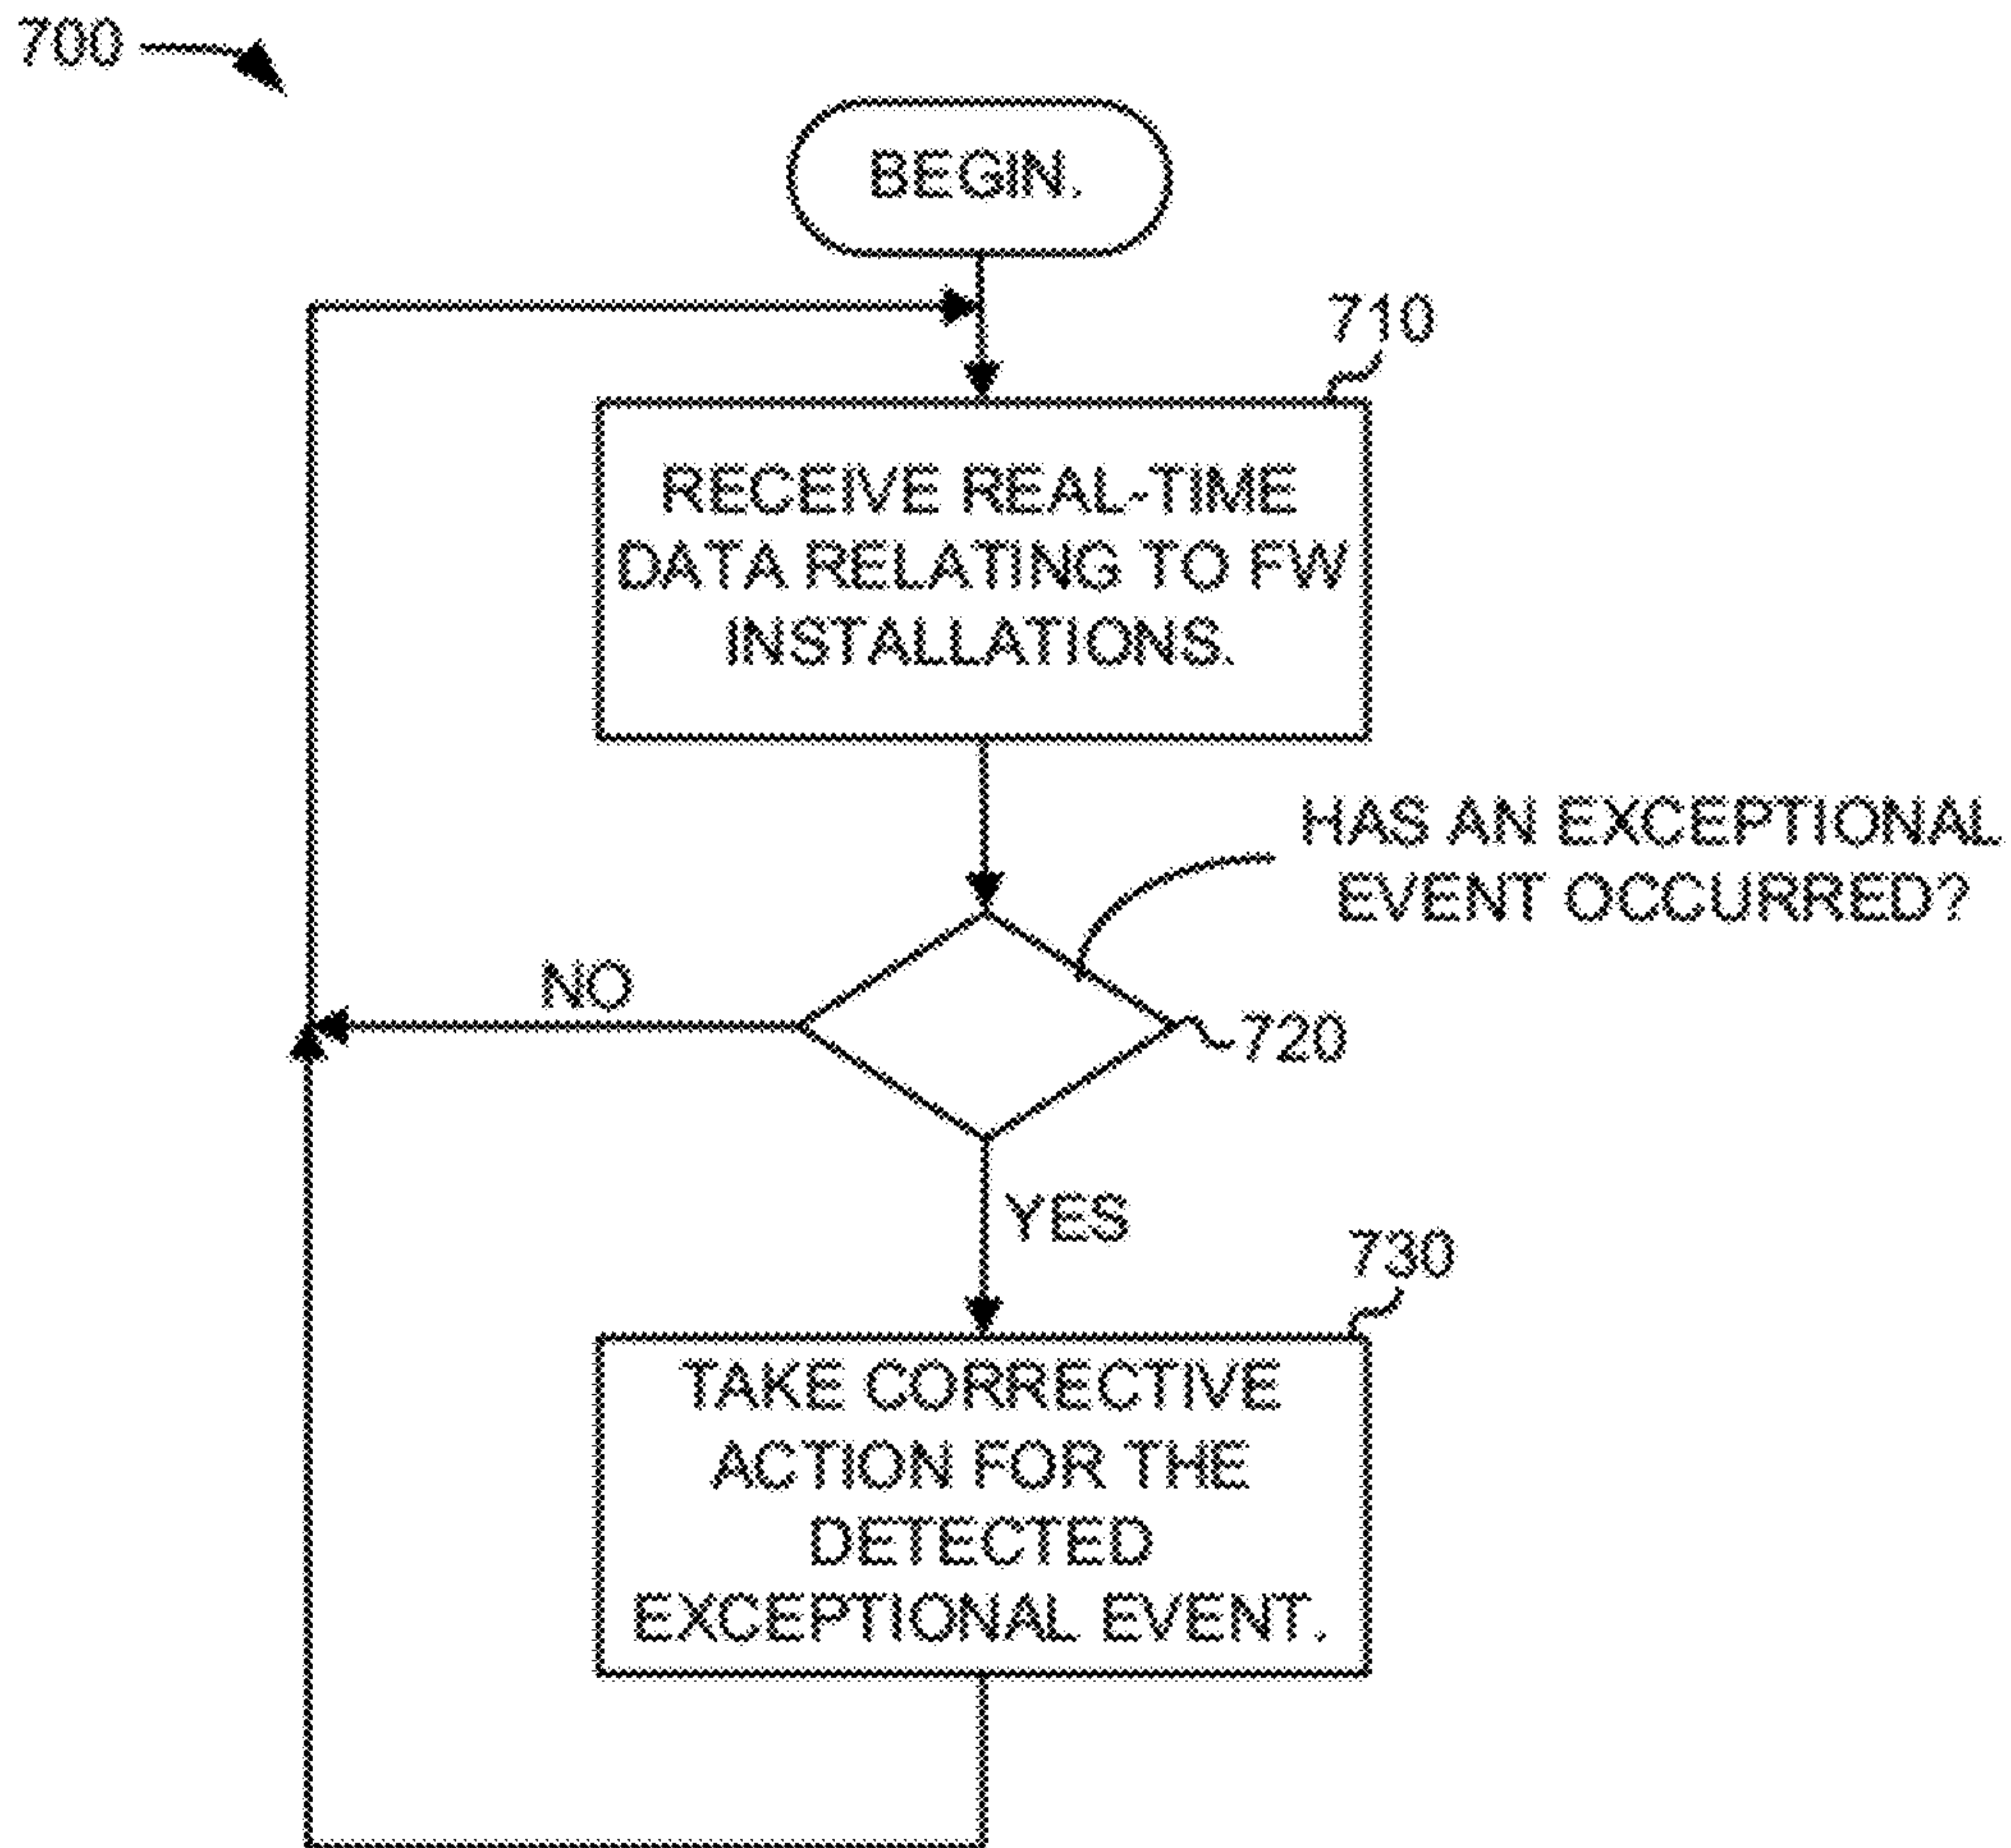 700
BEGIN.
710
RECEIVE REAL-TIME
DATA RELATING TO FW
INSTALLATIONS.
HAS AN EXCEPTIONAL
EVENT OCCURRED?
NO
720
YES
730
TAKE CORRECTIVE
ACTION FOR THE
DETECTED
EXCEPTIONAL EVENT.